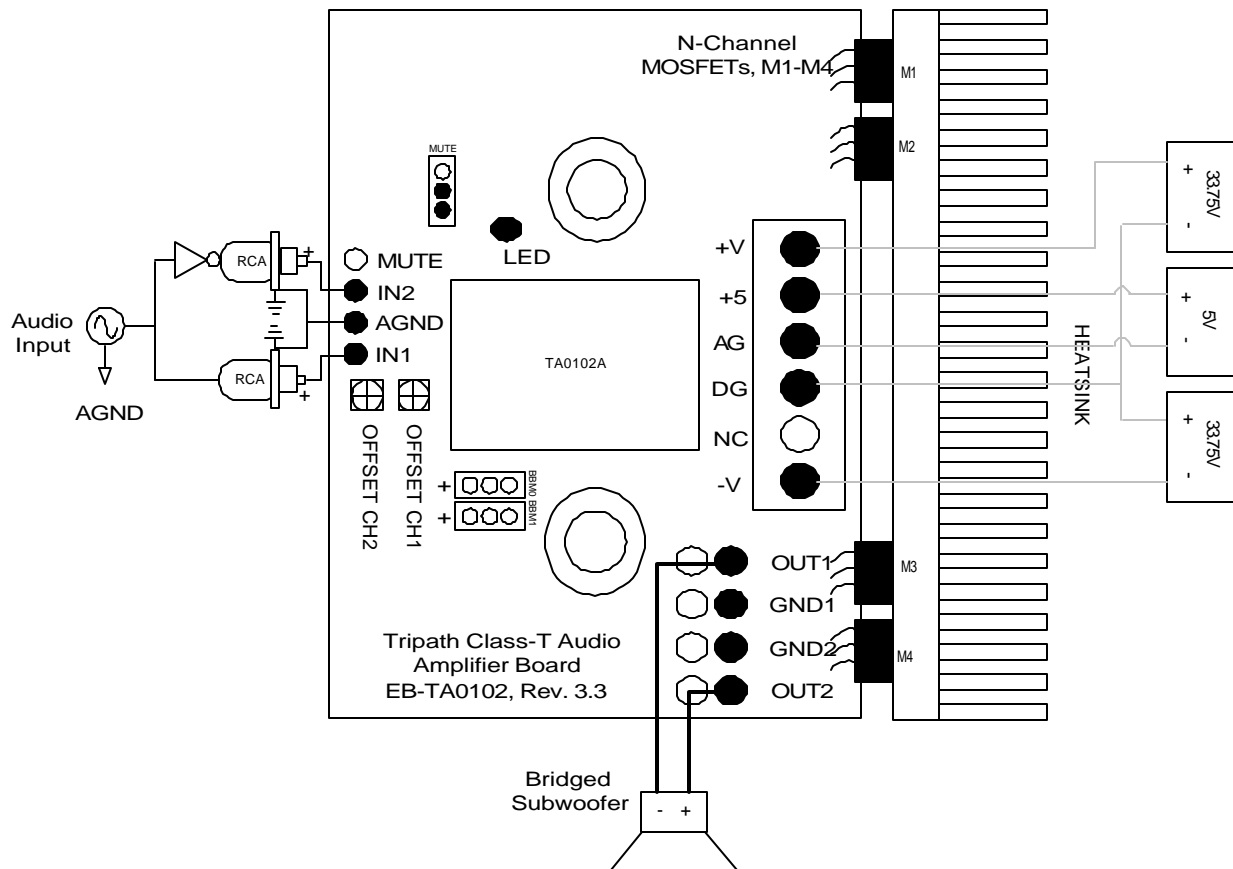 N-Channel
MOSFETs, M1-M4
M1
M2
MUTE
LED
MUTE
IN2
AGND
IN1
RCA
+
RCA
+
Audio
Input
AGND
OFFSET CH2
OFFSET CH1
TA0102A
+V
+5
AG
DG
NC
-V
+
BBM0
+
BBM1
HEATSINK
+
-
33.75V
+
-
5V
+
-
33.75V
OUT1
GND1
GND2
OUT2
M3
M4
Tripath Class-T Audio
Amplifier Board
EB-TA0102, Rev. 3.3
Bridged
Subwoofer
- +